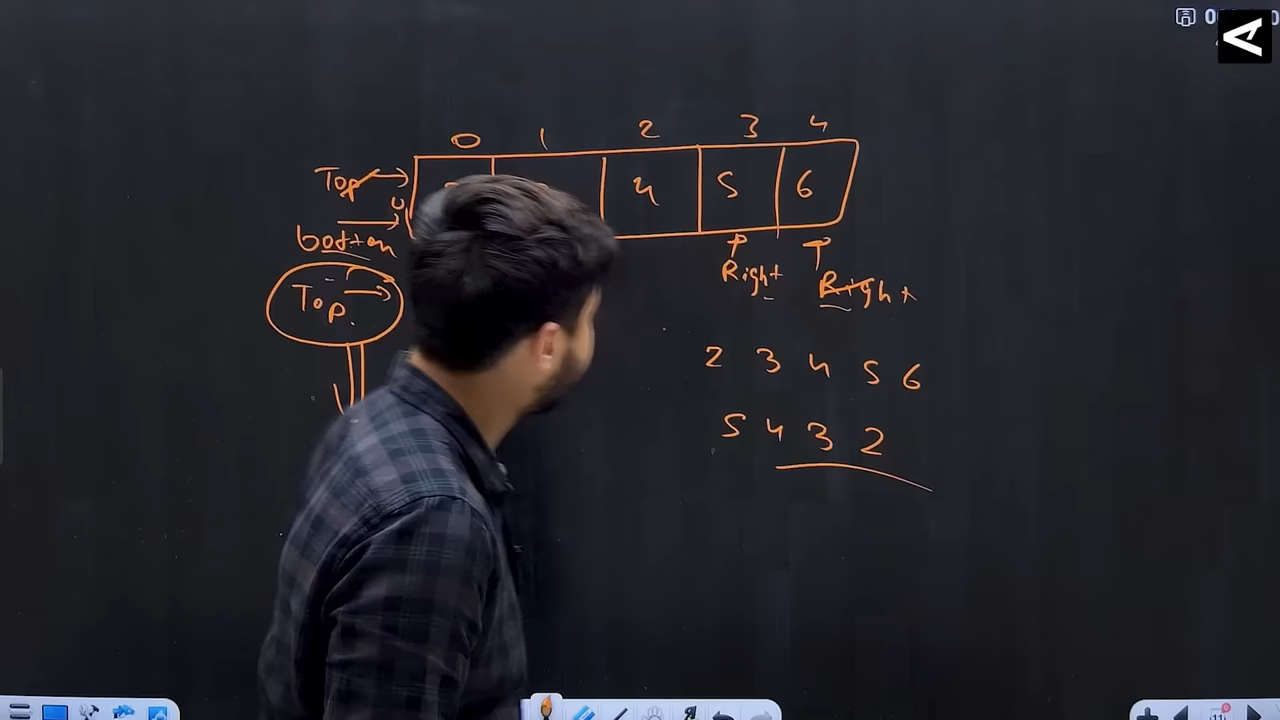 0 1 2 3 4
Top
4 5 6
0
bottom
Right Right
Top
2 3 4 5 6
5 4 3 2